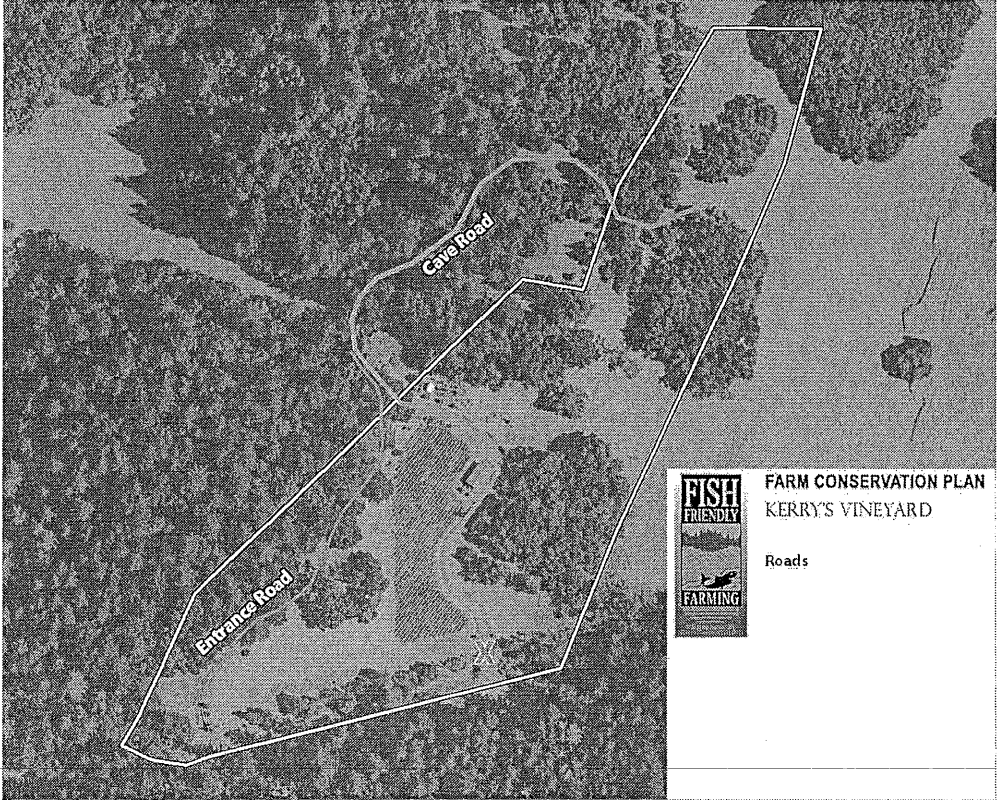 Cave Road
Entrance Road
X
FISH
FRIENDLY
FARMING
FARM CONSERVATION PLAN
KERRY'S VINEYARD
Roads